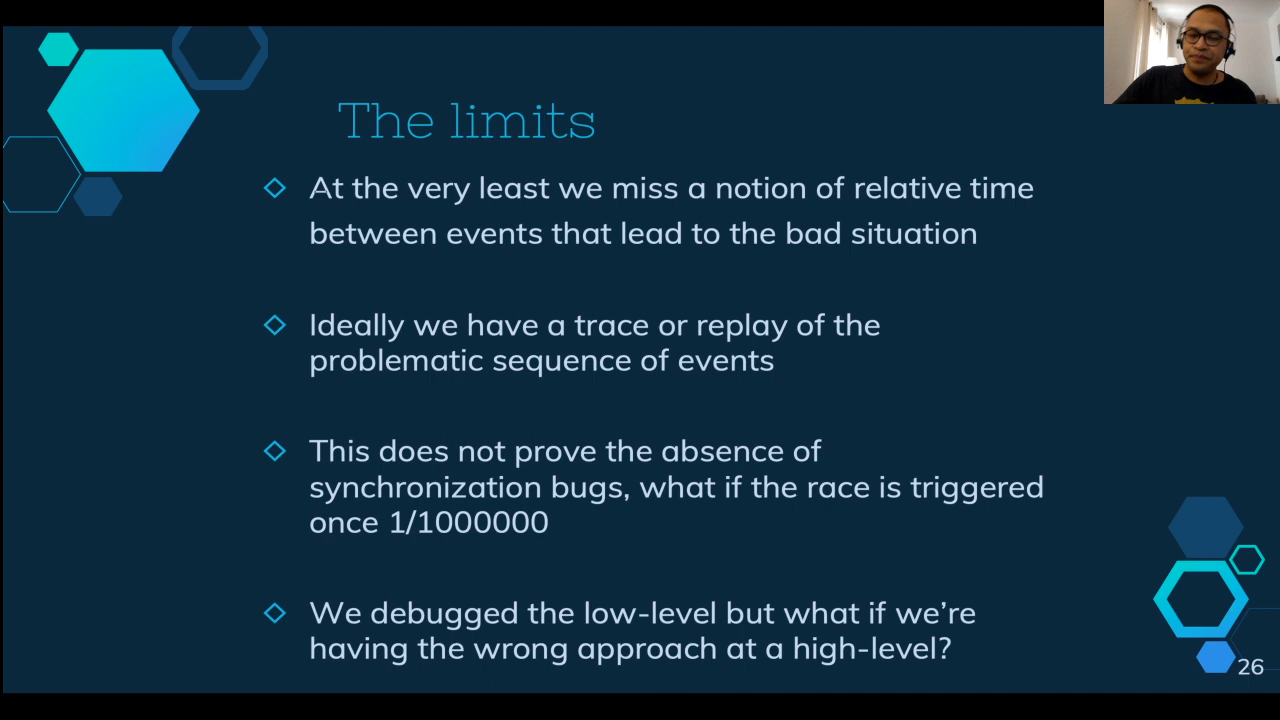 The limits
At the very least we miss a notion of relative time
between events that lead to the bad situation
Ideally we have a trace or replay of the
problematic sequence of events
This does not prove the absence of
synchronization bugs, what if the race is triggered
once 1/1000000
We debugged the low-level but what if we’re
having the wrong approach at a high-level?
26